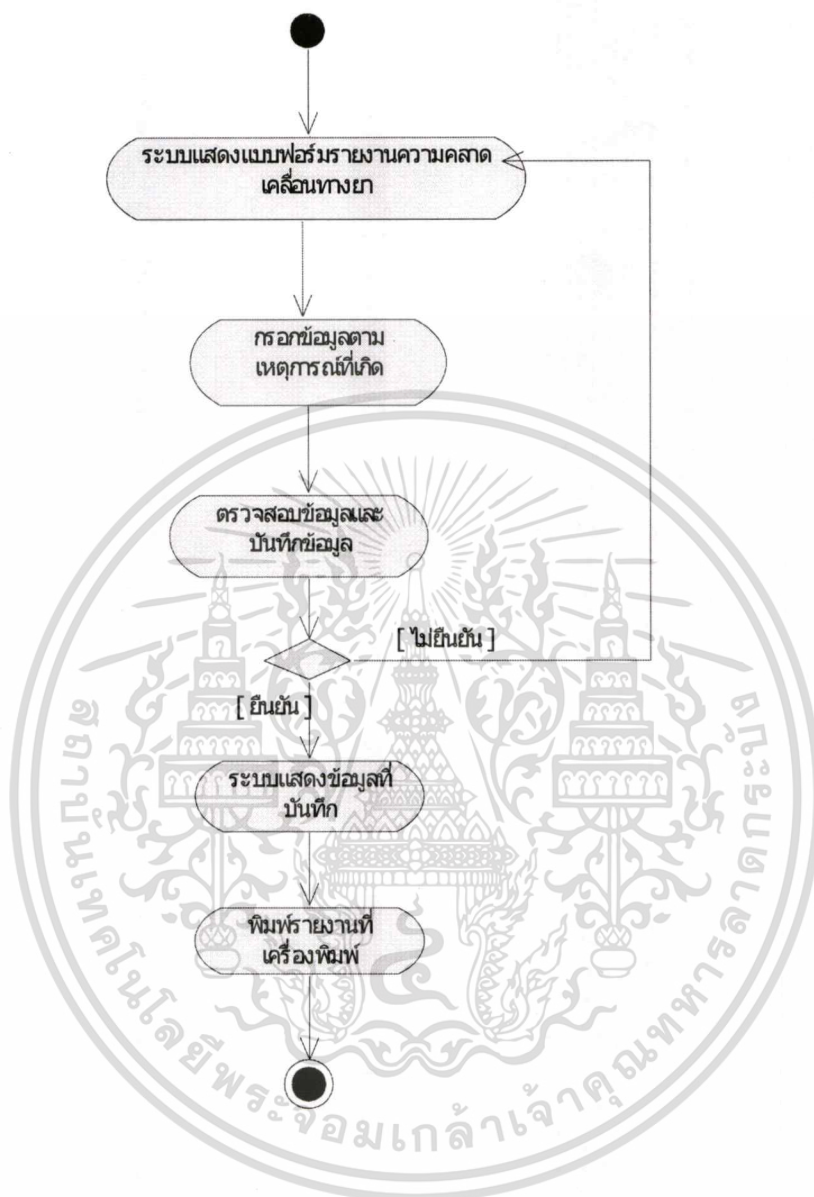 ระบบแสดงแบบฟอร์มรายงานความคลาด
เคลื่อนทางยา
กรอกข้อมูลตาม
เหตุการณ์ที่เกิด
ตรวจสอบข้อมูลและ
บันทึกข้อมูล
[ ไม่ยืนยัน ]
[ ยืนยัน ]
ระบบแสดงข้อมูลที่
บันทึก
พิมพ์รายงานที่
เครื่องพิมพ์
สถาบันเทคโนโลยีพระจอมเกล้าเจ้าคุณทหารลาดกระบัง